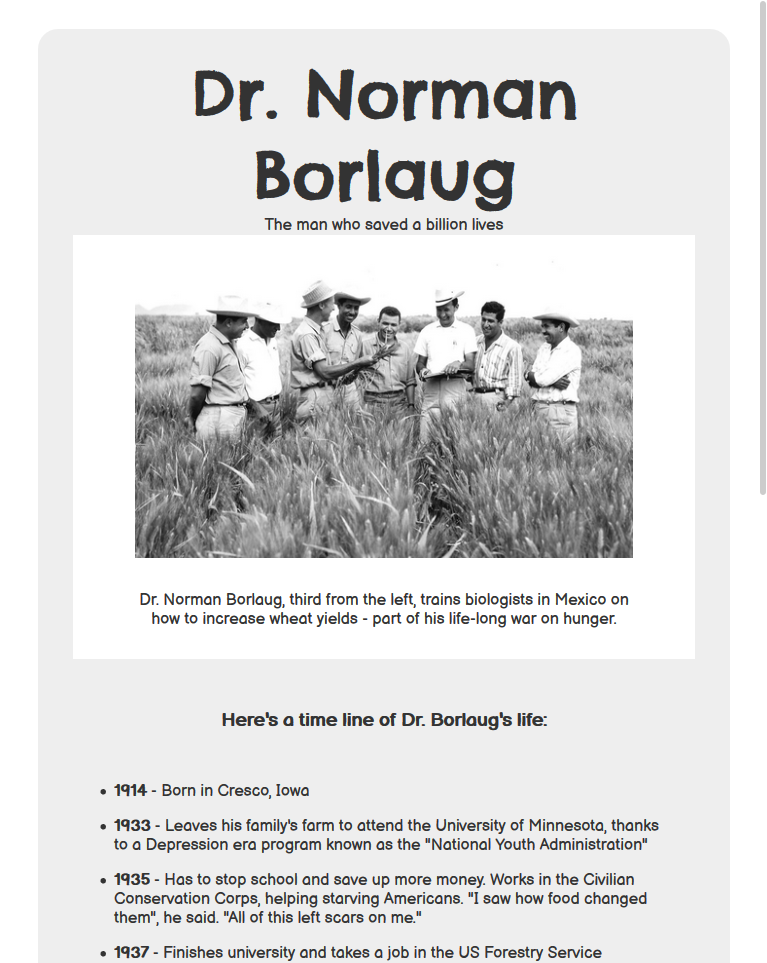 Dr. Norman
Borlaug
The man who saved a billion lives
Dr. Norman Borlaug, third from the left, trains biologists in Mexico on
how to increase wheat yields - part of his life-long war on hunger.
Here's a time line of Dr. Borlaug's life:
• 1914 - Born in Cresco, Iowa
• 1933 - Leaves his family's farm to attend the University of Minnesota, thanks
to a Depression era program known as the "National Youth Administration"
• 1935 - Has to stop school and save up more money. Works in the Civilian
Conservation Corps, helping starving Americans. "I saw how food changed
them", he said. "All of this left scars on me."
• 1937 - Finishes university and takes a job in the US Forestry Service